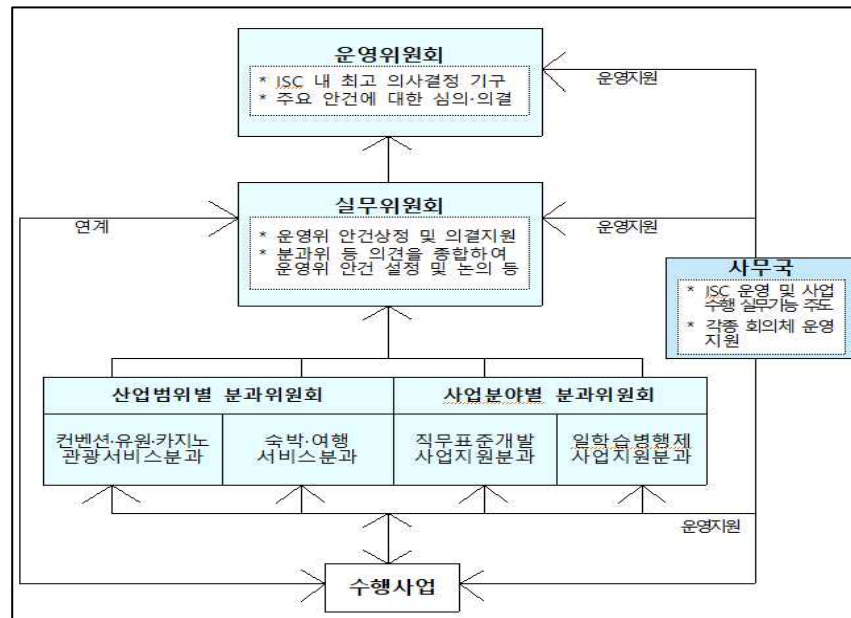 운영위원회
* ISC 내 최고 의사결정 기구
* 주요 안건에 대한 심의·의결
운영지원
실무위원회
* 운영위 안건상정 및 의결지원
* 분과위 등 의견을 종합하여
운영위 안건 설정 및 논의 등
연계
운영지원
사무국
* ISC 운영 및 사업
수행 실무기능 주도
* 각종 회의체 운영
지원
산업범위별 분과위원회
사업분야별 분과위원회
컨벤션·유원·카지노
관광서비스분과
숙박·여행
서비스분과
직무표준개발
사업지원분과
일학습병행제
사업지원분과
운영지원
수행사업